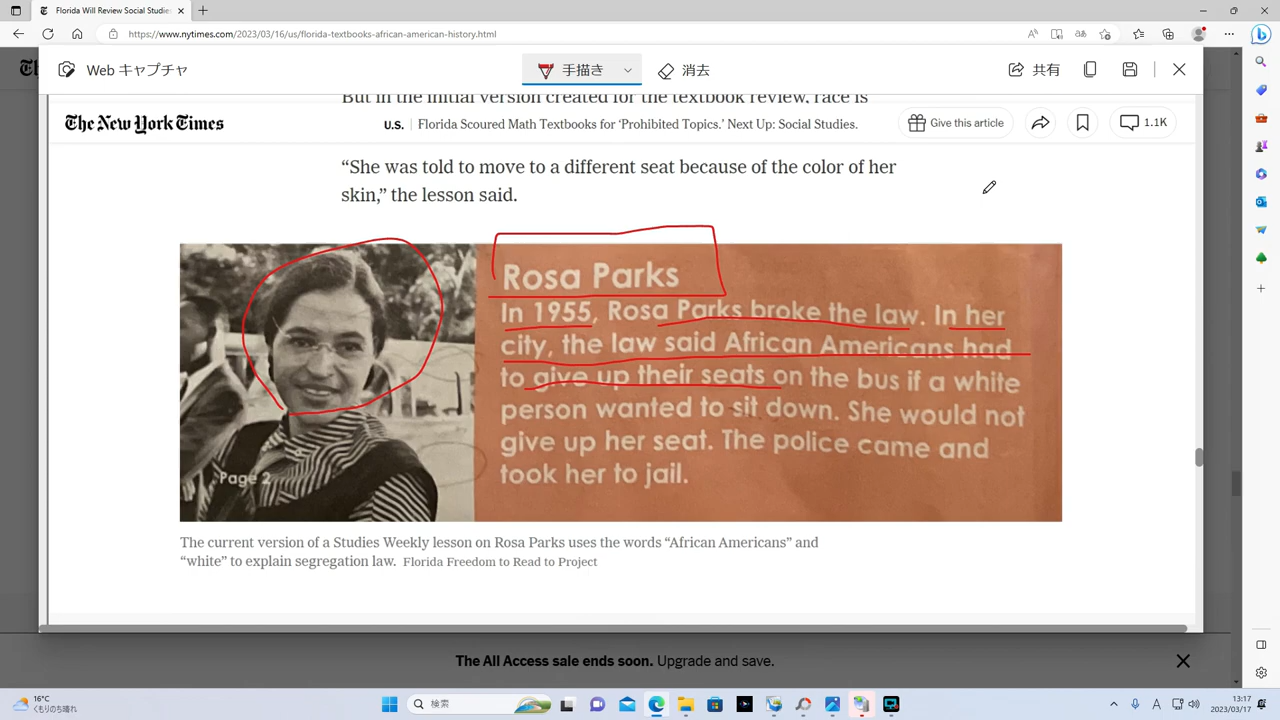 Florida Will Review Social Studies
https://www.nytimes.com/2023/03/16/us/florida-textbooks-african-american-history.html
Web キャプチャ
手描き
消去
共有
But in the initial version created for the textbook review, race is
The New York Times
U.S.
Florida Scoured Math Textbooks for ‘Prohibited Topics.’ Next Up: Social Studies.
Give this article
1.1K
“She was told to move to a different seat because of the color of her
skin,” the lesson said.
Rosa Parks
In 1955, Rosa Parks broke the law. In her
city, the law said African Americans had
to give up their seats on the bus if a white
person wanted to sit down. She would not
give up her seat. The police came and
took her to jail.
Page 2
The current version of a Studies Weekly lesson on Rosa Parks uses the words “African Americans” and
“white” to explain segregation law. Florida Freedom to Read to Project
The All Access sale ends soon. Upgrade and save.
16°C
くもりのち晴れ
検索
A
13:17
2023/03/17